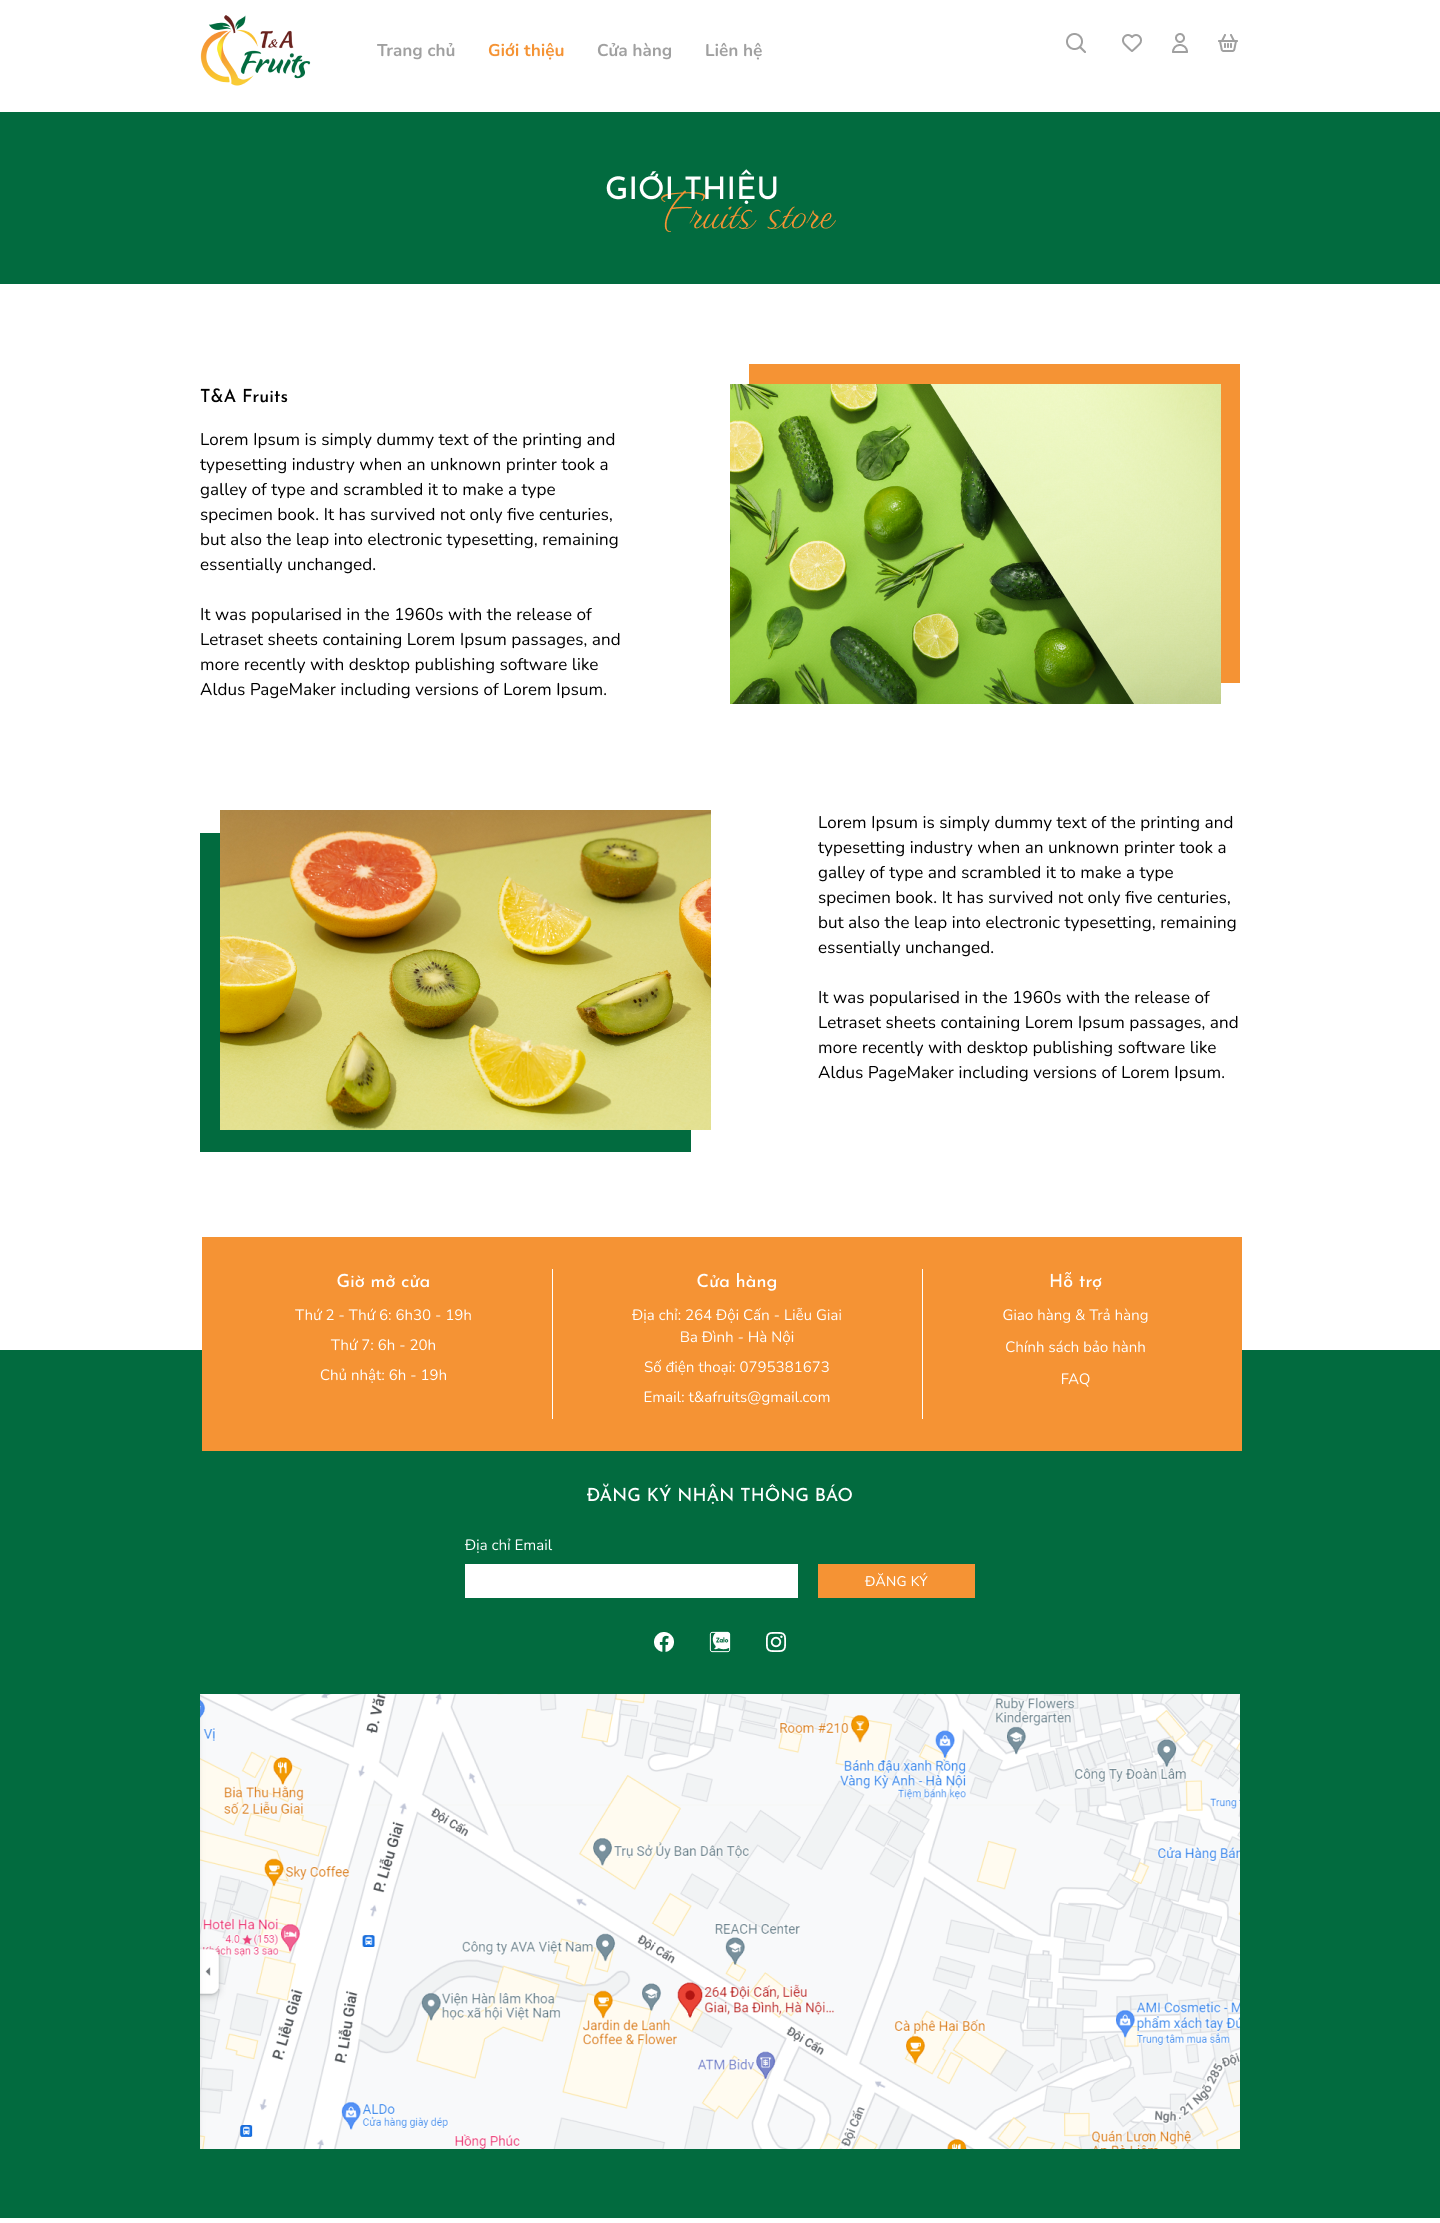 T&A
Fruits
Trang chủ
Giới thiệu
Cửa hàng
Liên hệ
GIỚI THIỆU
Fruits store
T&A Fruits
Lorem Ipsum is simply dummy text of the printing and
typesetting industry when an unknown printer took a
galley of type and scrambled it to make a type
specimen book. It has survived not only five centuries,
but also the leap into electronic typesetting, remaining
essentially unchanged.
It was popularised in the 1960s with the release of
Letraset sheets containing Lorem Ipsum passages, and
more recently with desktop publishing software like
Aldus PageMaker including versions of Lorem Ipsum.
Lorem Ipsum is simply dummy text of the printing and
typesetting industry when an unknown printer took a
galley of type and scrambled it to make a type
specimen book. It has survived not only five centuries,
but also the leap into electronic typesetting, remaining
essentially unchanged.
It was popularised in the 1960s with the release of
Letraset sheets containing Lorem Ipsum passages, and
more recently with desktop publishing software like
Aldus PageMaker including versions of Lorem Ipsum.
Giờ mở cửa
Thứ 2 - Thứ 6: 6h30 - 19h
Thứ 7: 6h - 20h
Chủ nhật: 6h - 19h
Cửa hàng
Địa chỉ: 264 Đội Cấn - Liễu Giai
Ba Đình - Hà Nội
Số điện thoại: 0795381673
Email: t&afruits@gmail.com
Hỗ trợ
Giao hàng & Trả hàng
Chính sách bảo hành
FAQ
ĐĂNG KÝ NHẬN THÔNG BÁO
Địa chỉ Email
ĐĂNG KÝ
Zalo
Vị
Đ. Văn
Room #210
Ruby Flowers
Kindergarten
Bánh đậu xanh Rồng
Vàng Kỳ Anh - Hà Nội
Tiệm bánh kẹo
Công Ty Đoàn Lâm
Trung
Bia Thu Hằng
số 2 Liễu Giai
Đội Cấn
P. Liễu Giai
Trụ Sở Ủy Ban Dân Tộc
Cửa Hàng Bán
Sky Coffee
Hotel Ha Noi
4.0 ★ (153)
Khách sạn 3 sao
REACH Center
Công ty AVA Việt Nam
Đội Cấn
Viện Hàn lâm Khoa
học xã hội Việt Nam
264 Đội Cấn, Liễu
Giai, Ba Đình, Hà Nội...
P. Liễu Giai
P. Liễu Giai
Jardin de Lanh
Coffee & Flower
Đội Cấn
Cà phê Hai Bốn
AMI Cosmetic - M
phẩm xách tay Đứ
Trung tâm mua sắm
ATM Bidv
Đội
Ngh. 21 Ngõ 285
ALDo
Cửa hàng giày dép
Hồng Phúc
Đội Cấn
Quán Lươn Nghệ